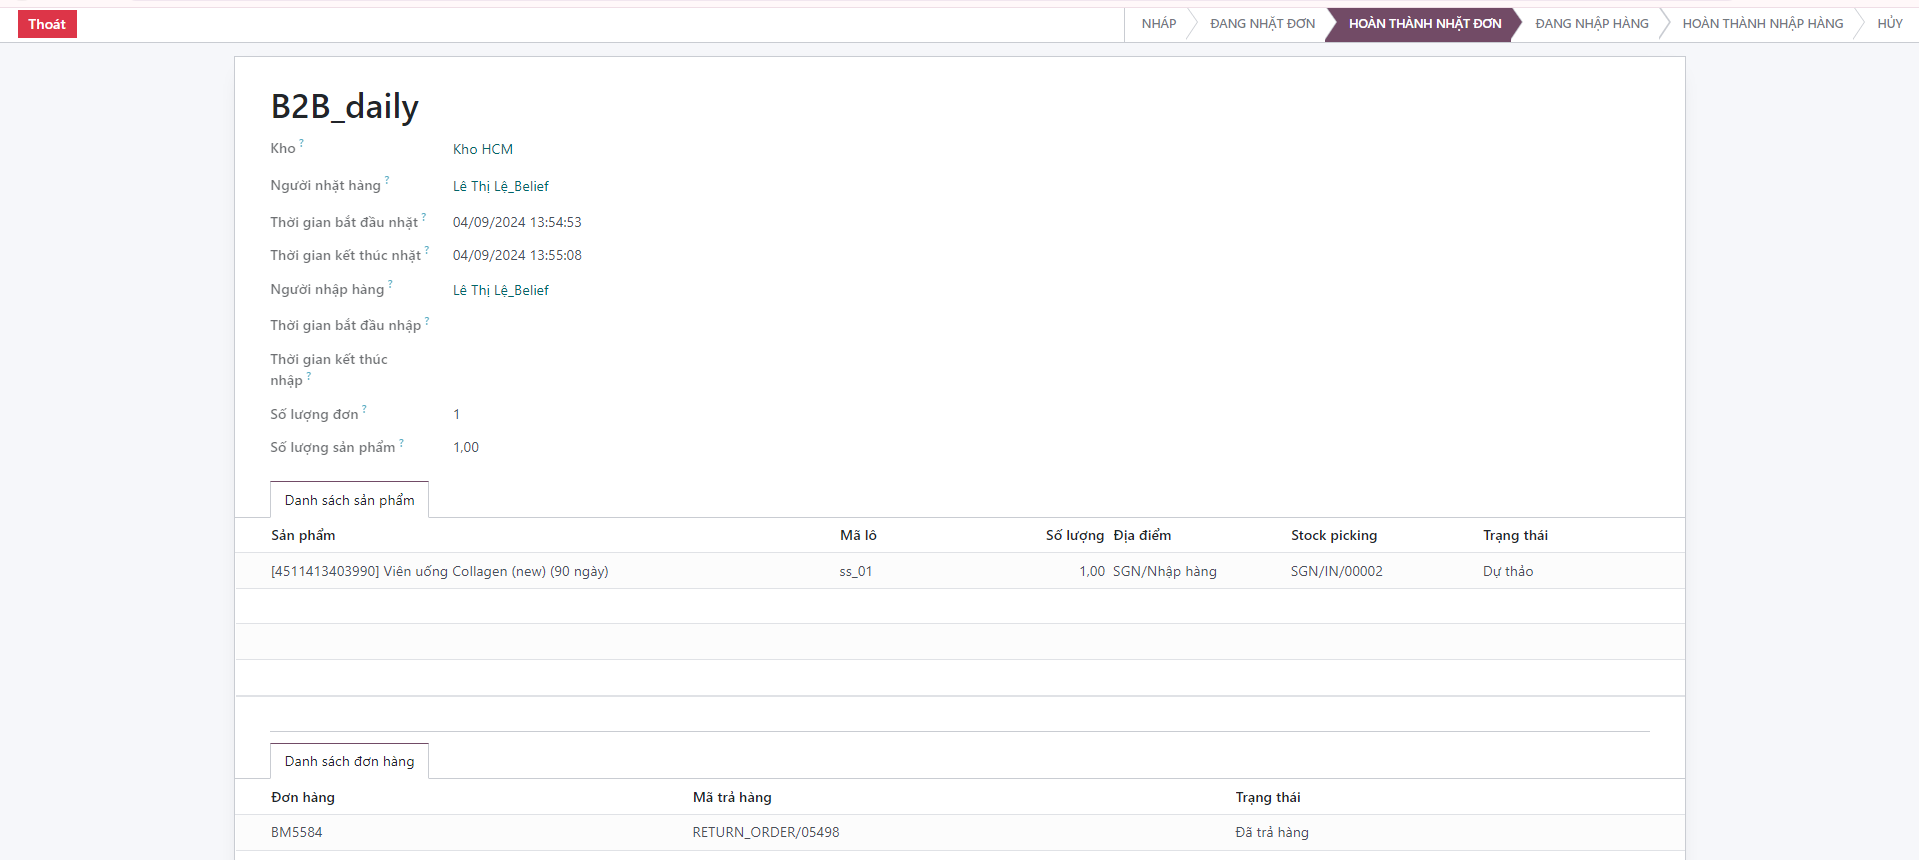 Thoát
NHÁP
ĐANG NHẶT ĐƠN
HOÀN THÀNH NHẶT ĐƠN
ĐANG NHẬP HÀNG
HOÀN THÀNH NHẬP HÀNG
HỦY
B2B_daily
Kho ? Kho HCM
Người nhặt hàng ? Lê Thị Lệ_Belief
Thời gian bắt đầu nhặt ? 04/09/2024 13:54:53
Thời gian kết thúc nhặt ? 04/09/2024 13:55:08
Người nhập hàng ? Lê Thị Lệ_Belief
Thời gian bắt đầu nhập ?
Thời gian kết thúc
nhập ?
Số lượng đơn ? 1
Số lượng sản phẩm ? 1,00
Danh sách sản phẩm
Sản phẩm Mã lô Số lượng Địa điểm Stock picking Trạng thái
[4511413403990] Viên uống Collagen (new) (90 ngày) ss_01 1,00 SGN/Nhập hàng SGN/IN/00002 Dự thảo
Danh sách đơn hàng
Đơn hàng Mã trả hàng Trạng thái
BM5584 RETURN_ORDER/05498 Đã trả hàng